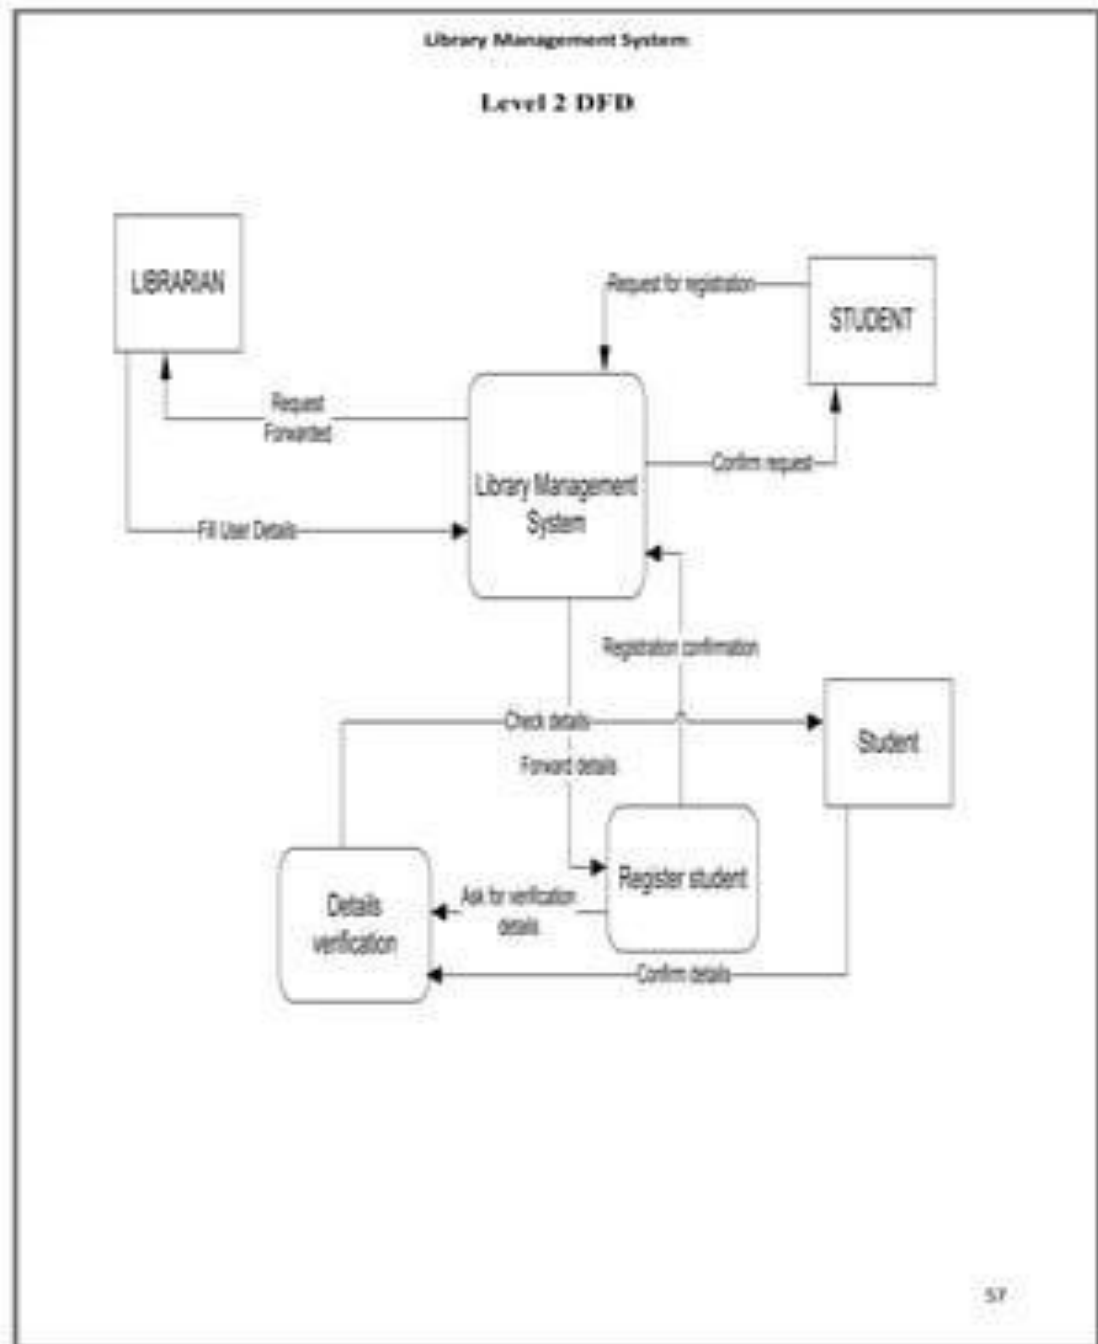 Library Management System
Level 2 DFD
LIBRARIAN
Request for registration
STUDENT
Request
Forwarded
Confirm request
Library Management
System
Fill User Details
Registration confirmation
Check details
Student
Forward details
Register student
Ask for verification
details
Details
verification
Confirm details
57